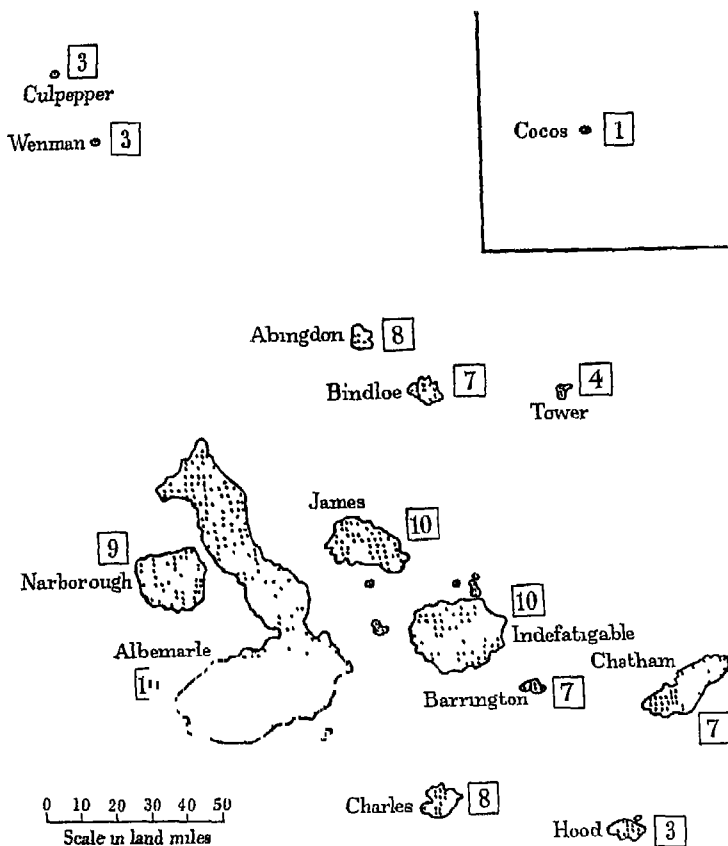 3
Culpepper
Wenman 3
Cocos 1
Abingdon 8
Bindloe 7
4
Tower
James
10
9
Narborough
10
Indefatigable
Albemarle
Chatham
Barrington 7
7
0 10 20 30 40 50
Scale in land miles
Charles 8
Hood 3